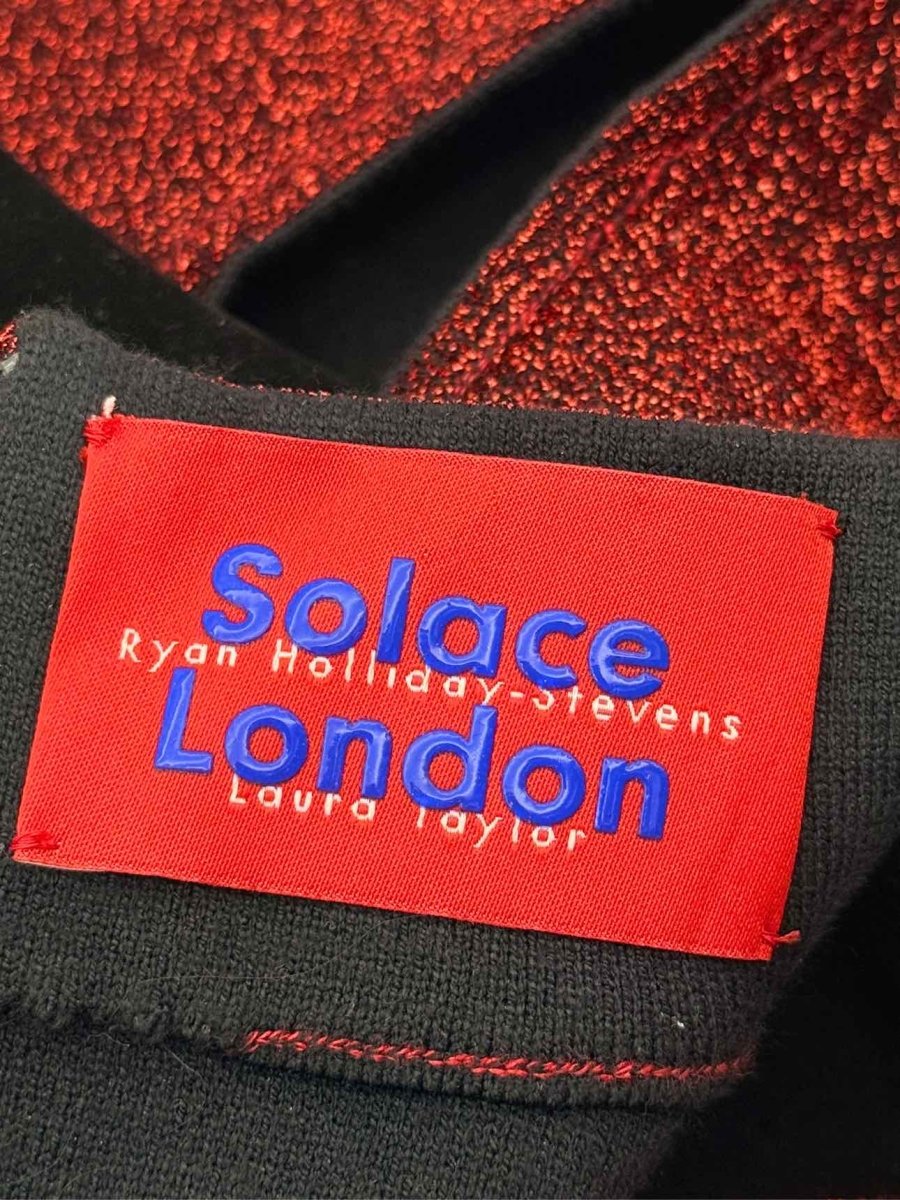 Solace
Ryan Holliday-Stevens
London
Laura Taylor